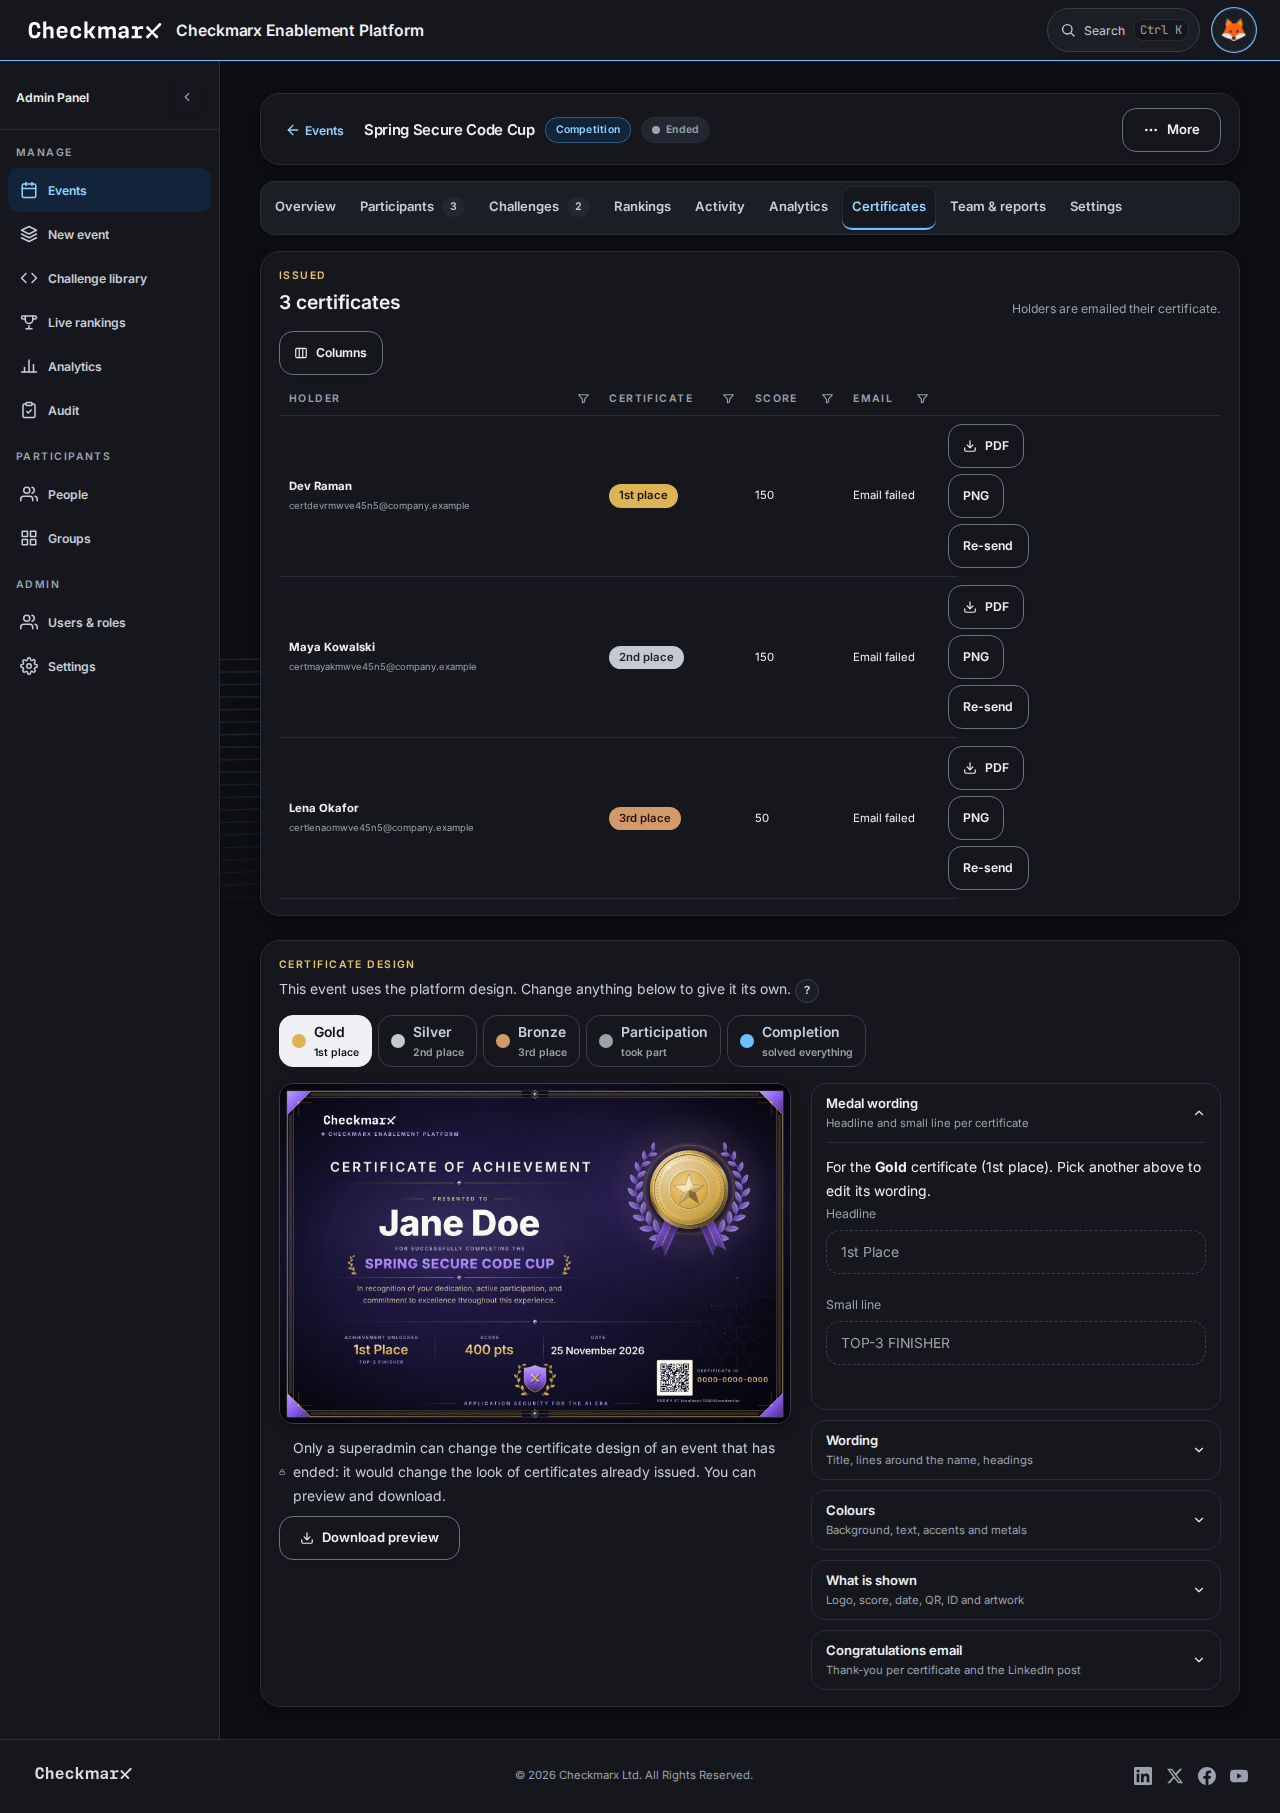 Checkmarx Checkmarx Enablement Platform Search Ctrl K
Admin Panel
MANAGE
Events
New event
Challenge library
Live rankings
Analytics
Audit
PARTICIPANTS
People
Groups
ADMIN
Users & roles
Settings
Events Spring Secure Code Cup Competition Ended More
Overview Participants 3 Challenges 2 Rankings Activity Analytics Certificates Team & reports Settings
ISSUED
3 certificates
Holders are emailed their certificate.
Columns
HOLDER CERTIFICATE SCORE EMAIL
Dev Raman
certdevrmwve45n5@company.example
1st place 150 Email failed
PDF
PNG
Re-send
Maya Kowalski
certmayakmwve45n5@company.example
2nd place 150 Email failed
PDF
PNG
Re-send
Lena Okafor
certlenaomwve45n5@company.example
3rd place 50 Email failed
PDF
PNG
Re-send
CERTIFICATE DESIGN
This event uses the platform design. Change anything below to give it its own. ?
Gold
1st place
Silver
2nd place
Bronze
3rd place
Participation
took part
Completion
solved everything
Checkmarx
CHECKMARX ENABLEMENT PLATFORM
CERTIFICATE OF ACHIEVEMENT
PRESENTED TO
Jane Doe
FOR SUCCESSFULLY COMPLETING THE
SPRING SECURE CODE CUP
In recognition of your dedication, active participation, and
commitment to excellence throughout this experience.
ACHIEVEMENT UNLOCKED
1st Place
TOP-3 FINISHER
SCORE
400 pts
DATE
25 November 2026
CERTIFICATE ID
0000-0000-0000
APPLICATION SECURITY FOR THE AI ERA
Only a superadmin can change the certificate design of an event that has
ended: it would change the look of certificates already issued. You can
preview and download.
Download preview
Medal wording
Headline and small line per certificate
For the Gold certificate (1st place). Pick another above to
edit its wording.
Headline
1st Place
Small line
TOP-3 FINISHER
Wording
Title, lines around the name, headings
Colours
Background, text, accents and metals
What is shown
Logo, score, date, QR, ID and artwork
Congratulations email
Thank-you per certificate and the LinkedIn post
Checkmarx
© 2026 Checkmarx Ltd. All Rights Reserved.